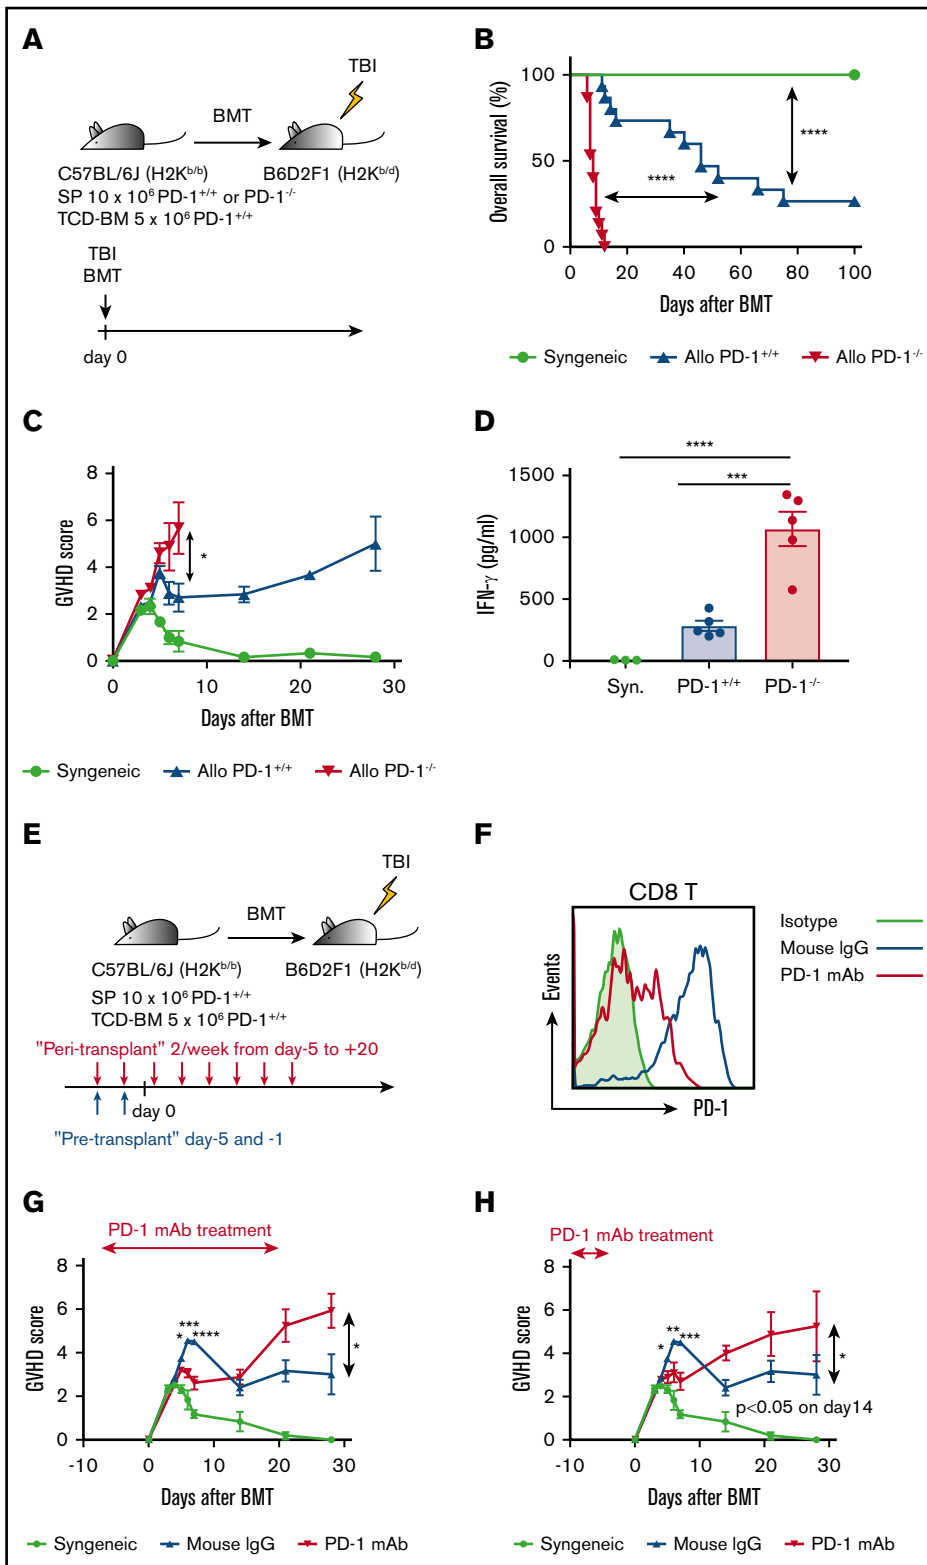 A
TBI
BMT
C57BL/6J (H2K^b/b) B6D2F1 (H2K^b/d)
SP 10 x 10^6 PD-1^+/+ or PD-1^-/-
TCD-BM 5 x 10^6 PD-1^+/+
TBI
BMT
day 0
B
Overall survival (%)
100
50
0
****
****
0 20 40 60 80 100
Days after BMT
Syngeneic Allo PD-1^+/+ Allo PD-1^-/-
C
GVHD score
8
6
4
2
0
*
0 10 20 30
Days after BMT
Syngeneic Allo PD-1^+/+ Allo PD-1^-/-
D
****
***
IFN-γ (pg/ml)
1500
1000
500
0
Syn. PD-1^+/+ PD-1^-/-
E
TBI
BMT
C57BL/6J (H2K^b/b) B6D2F1 (H2K^b/d)
SP 10 x 10^6 PD-1^+/+
TCD-BM 5 x 10^6 PD-1^+/+
"Peri-transplant" 2/week from day-5 to +20
day 0
"Pre-transplant" day-5 and -1
F
CD8 T
Events
PD-1
Isotype
Mouse IgG
PD-1 mAb
G
PD-1 mAb treatment
GVHD score
8
6
4
2
0
***
* ****
*
-10 0 10 20 30
Days after BMT
Syngeneic Mouse IgG PD-1 mAb
H
PD-1 mAb treatment
GVHD score
8
6
4
2
0
**
* ***
*
p<0.05 on day14
-10 0 10 20 30
Days after BMT
Syngeneic Mouse IgG PD-1 mAb